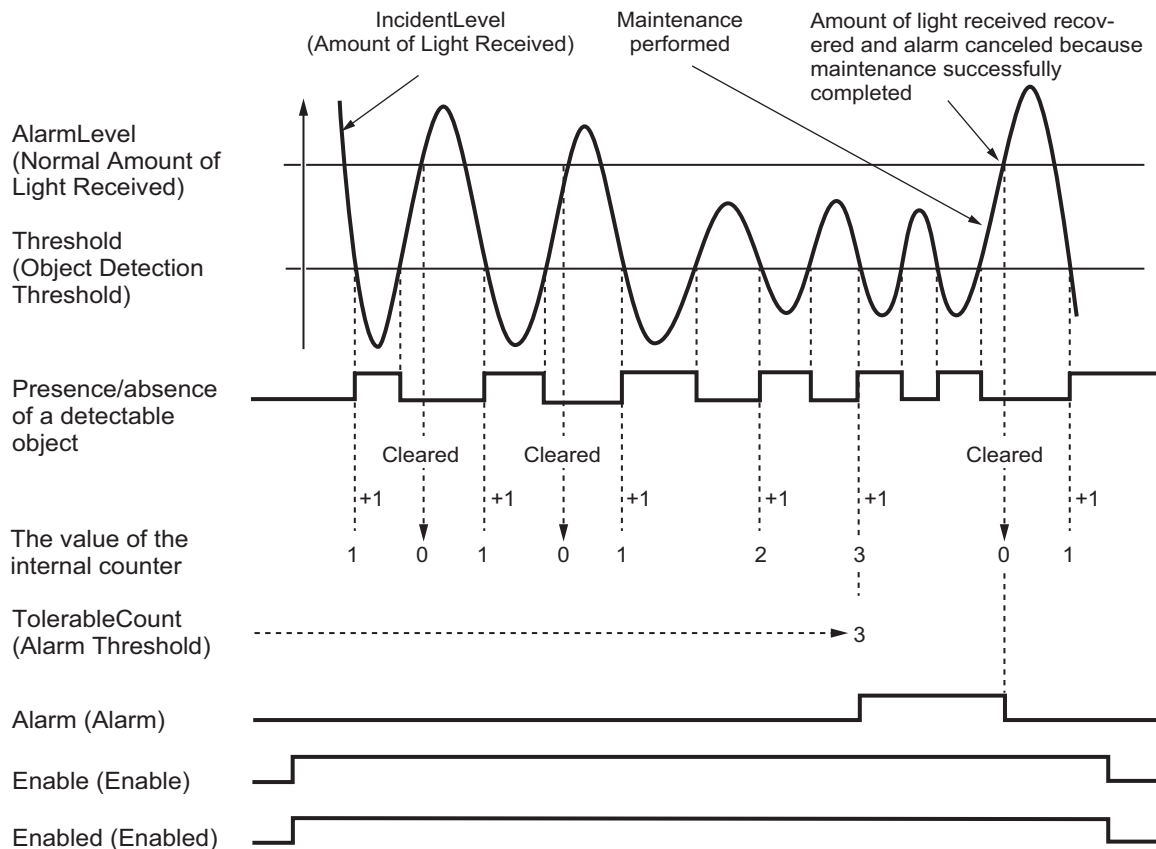 IncidentLevel
(Amount of Light Received)
Maintenance
performed
Amount of light received recov-
ered and alarm canceled because
maintenance successfully
completed
AlarmLevel
(Normal Amount of
Light Received)
Threshold
(Object Detection
Threshold)
Presence/absence
of a detectable
object
Cleared Cleared Cleared
+1 +1 +1 +1 +1 +1
The value of the
internal counter
1 0 1 0 1 2 3 0 1
TolerableCount
(Alarm Threshold)
3
Alarm (Alarm)
Enable (Enable)
Enabled (Enabled)